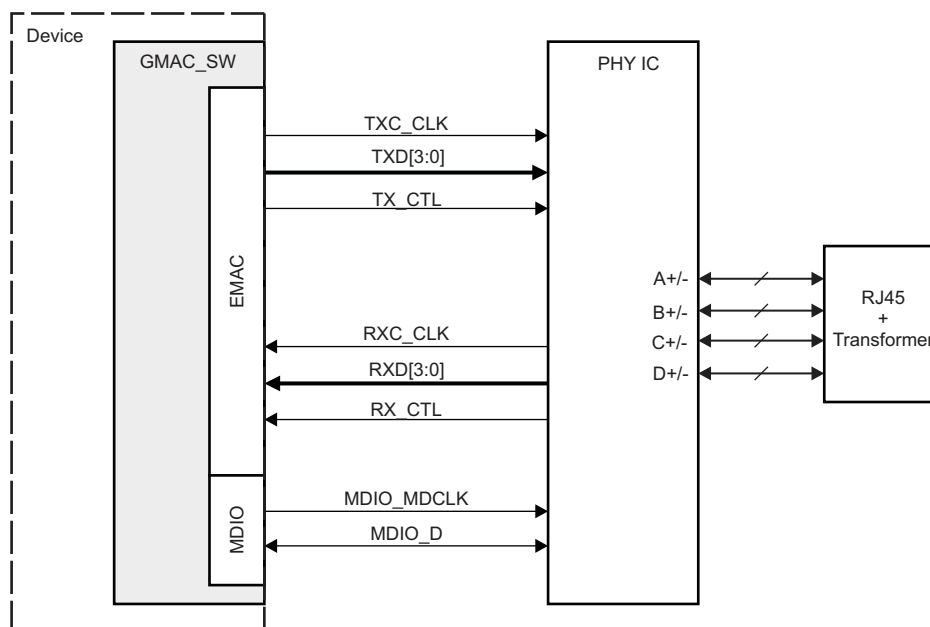 Device
GMAC_SW
PHY IC
TXC_CLK
TXD[3:0]
TX_CTL
EMAC
A+/-
B+/-
C+/-
D+/-
RJ45
+
Transformer
RXC_CLK
RXD[3:0]
RX_CTL
MDIO
MDIO_MDCLK
MDIO_D